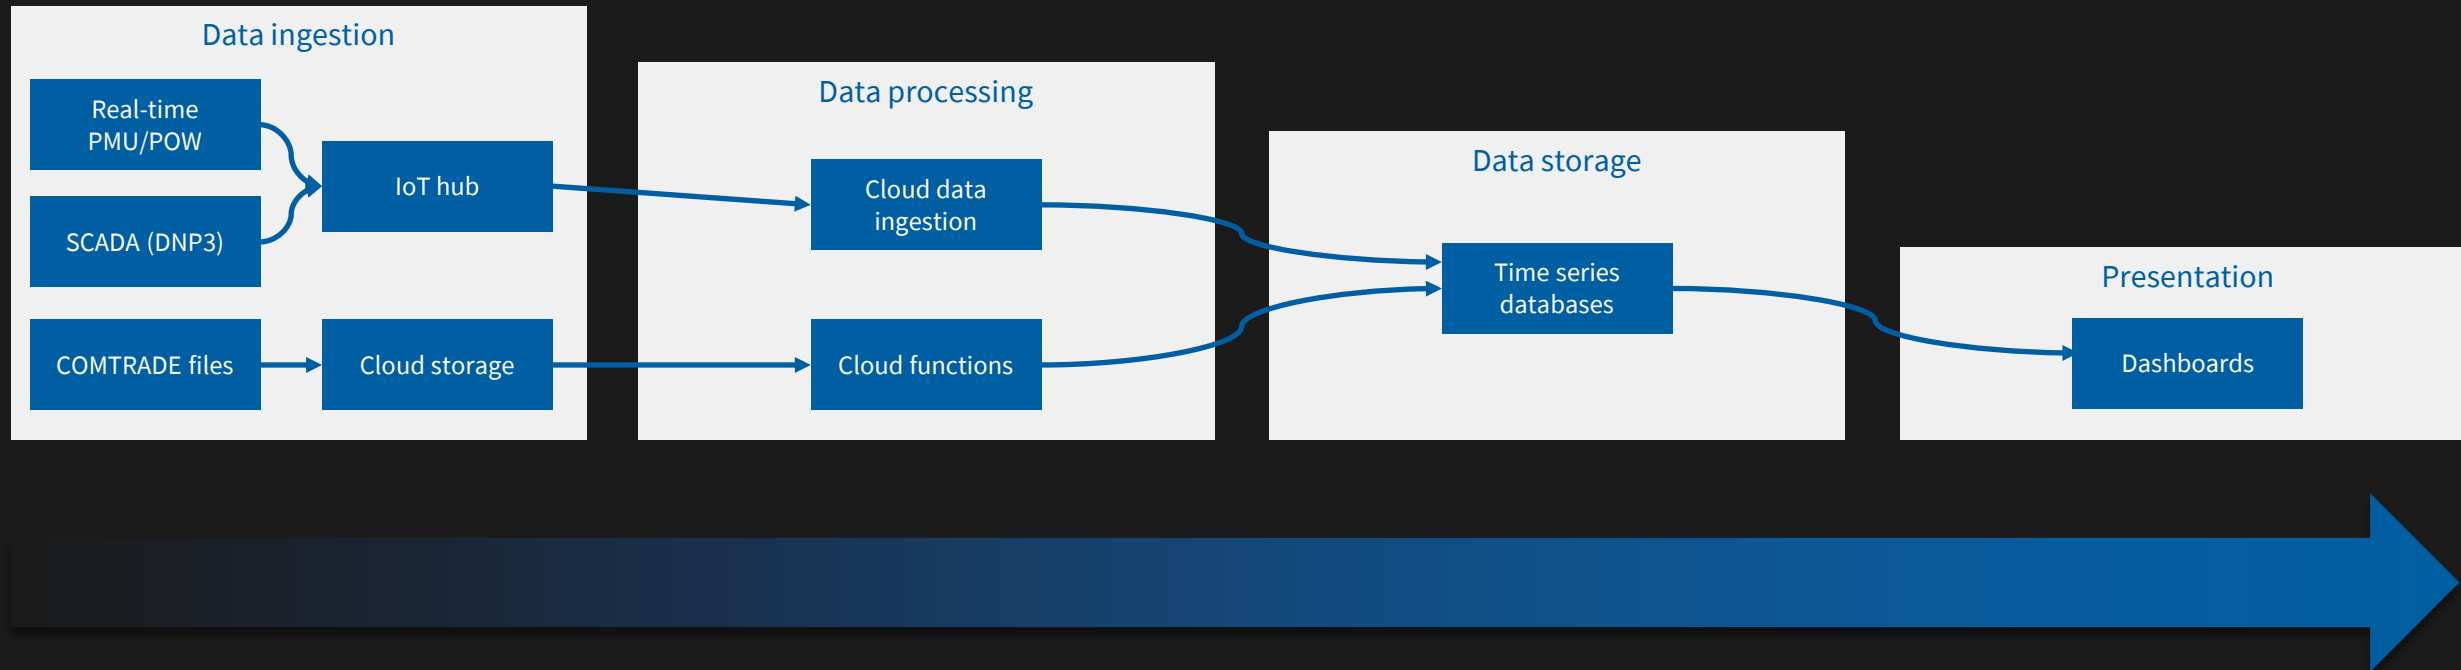 Data ingestion
Real-time
PMU/POW
SCADA (DNP3)
IoT hub
COMTRADE files
Cloud storage
Data processing
Cloud data
ingestion
Cloud functions
Data storage
Time series
databases
Presentation
Dashboards